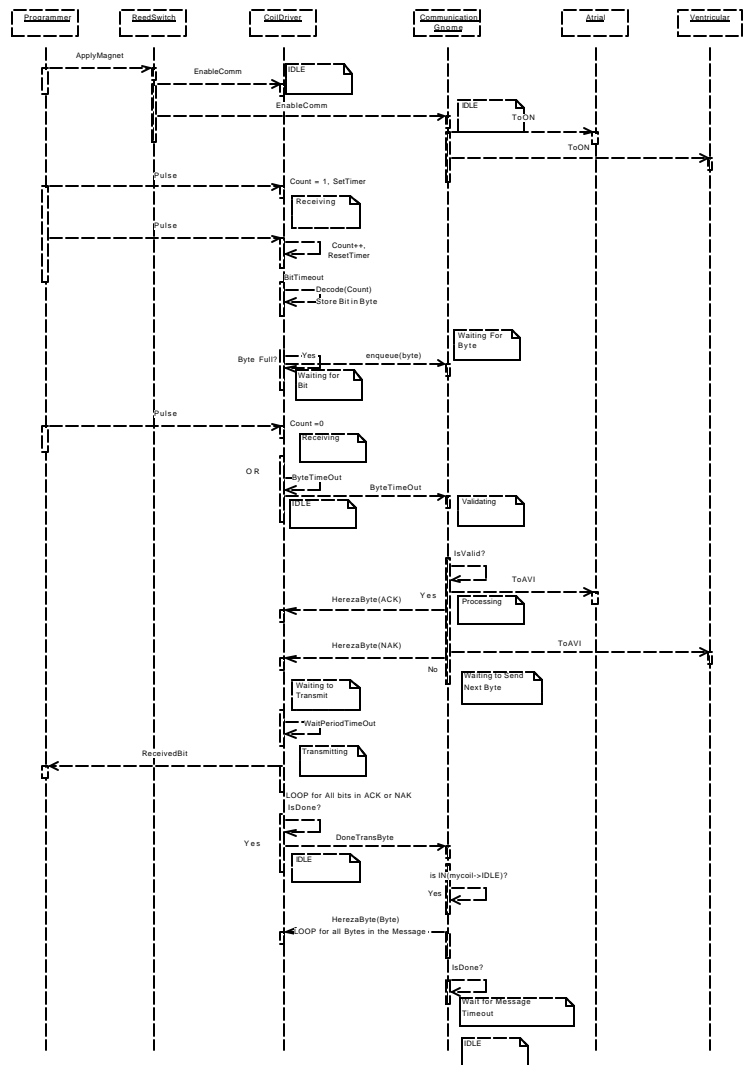 Programmer
ReedSwitch
CoilDriver
Communication
Gnome
Atrial
Ventricular
ApplyMagnet
EnableComm
IDLE
EnableComm
IDLE
ToON
ToON
Pulse
Count = 1, SetTimer
Receiving
Pulse
Count++,
ResetTimer
BitTimeout
Decode(Count)
Store Bit in Byte
Waiting For
Byte
Byte Full?
Yes
enqueue(byte)
Waiting for
Bit
Pulse
Count =0
Receiving
OR
ByteTimeOut
ByteTimeOut
IDLE
Validating
IsValid?
ToAVI
Yes
HerezaByte(ACK)
Processing
HerezaByte(NAK)
ToAVI
No
Waiting to Send
Next Byte
Waiting to
Transmit
WaitPeriodTimeOut
Transmitting
ReceivedBit
LOOP for All bits in ACK or NAK
IsDone?
Yes
DoneTransByte
IDLE
is IN(mycoil->IDLE)?
Yes
HerezaByte(Byte)
LOOP for all Bytes in the Message
IsDone?
Wait for Message
Timeout
IDLE